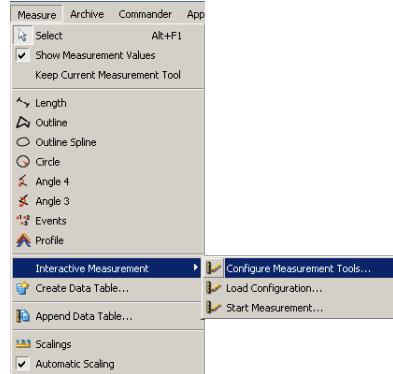 Measure Archive Commander App
Select Alt+F1
Show Measurement Values
Keep Current Measurement Tool
Length
Outline
Outline Spline
Circle
Angle 4
Angle 3
Events
Profile
Interactive Measurement
Configure Measurement Tools...
Create Data Table...
Load Configuration...
Append Data Table...
Start Measurement...
Scalings
Automatic Scaling